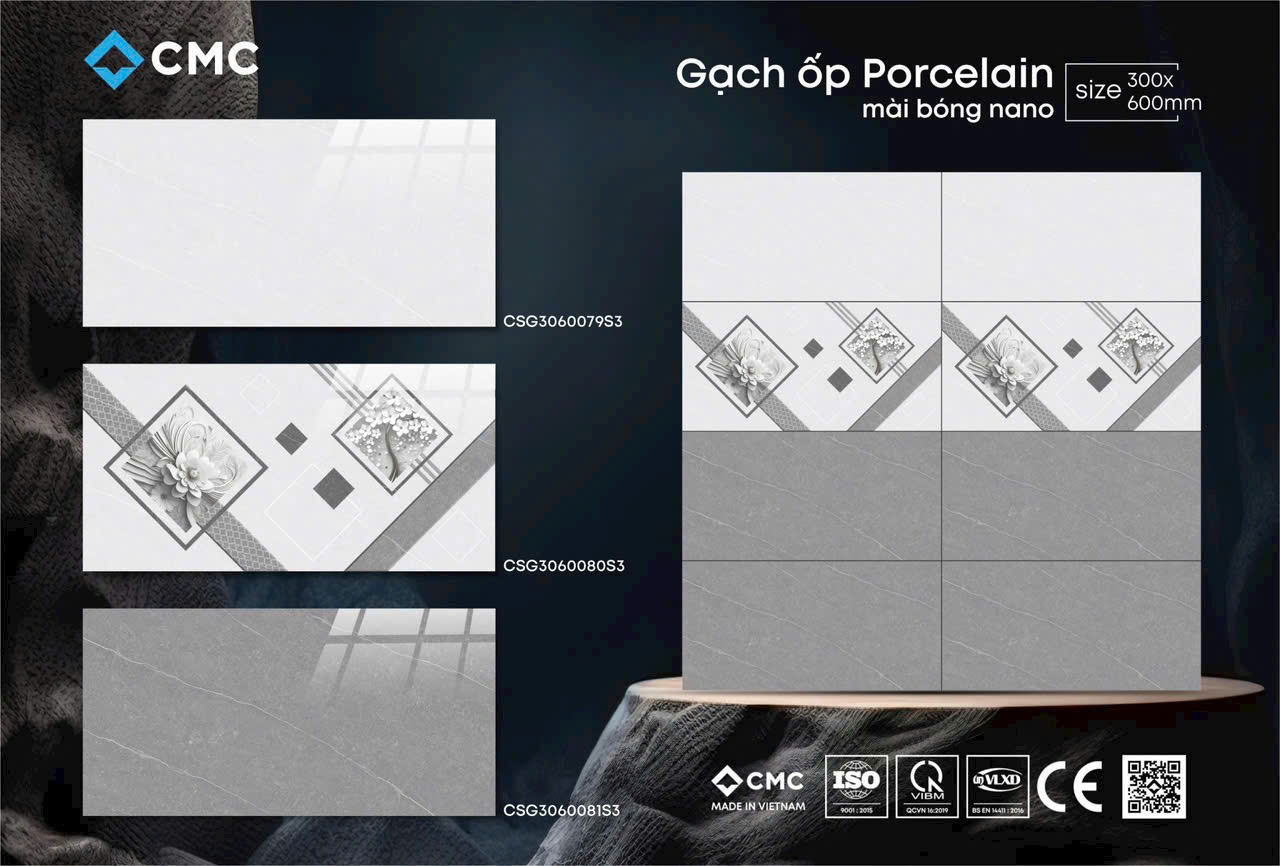 CMC
Gạch ốp Porcelain
mài bóng nano
size 300x
600mm
CSG3060079S3
CSG3060080S3
CSG3060081S3
CMC
MADE IN VIETNAM
ISO
9001 : 2015
VIBM
QCVN 16:2019
VLXD
BS EN 14411 : 2016
CE